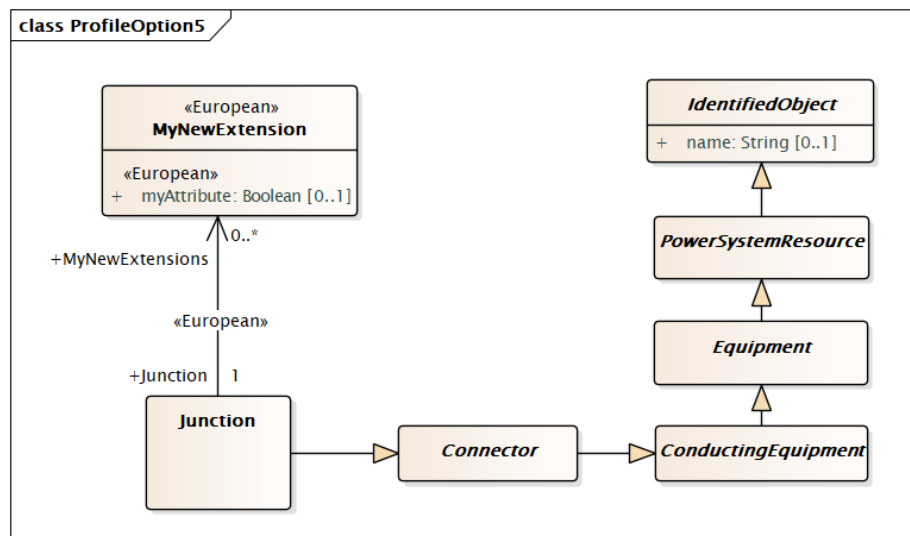 class ProfileOption5
«European»
MyNewExtension
«European»
+ myAttribute: Boolean [0..1]
IdentifiedObject
+ name: String [0..1]
PowerSystemResource
0..*
+MyNewExtensions
«European»
Equipment
+Junction 1
Junction
Connector
ConductingEquipment